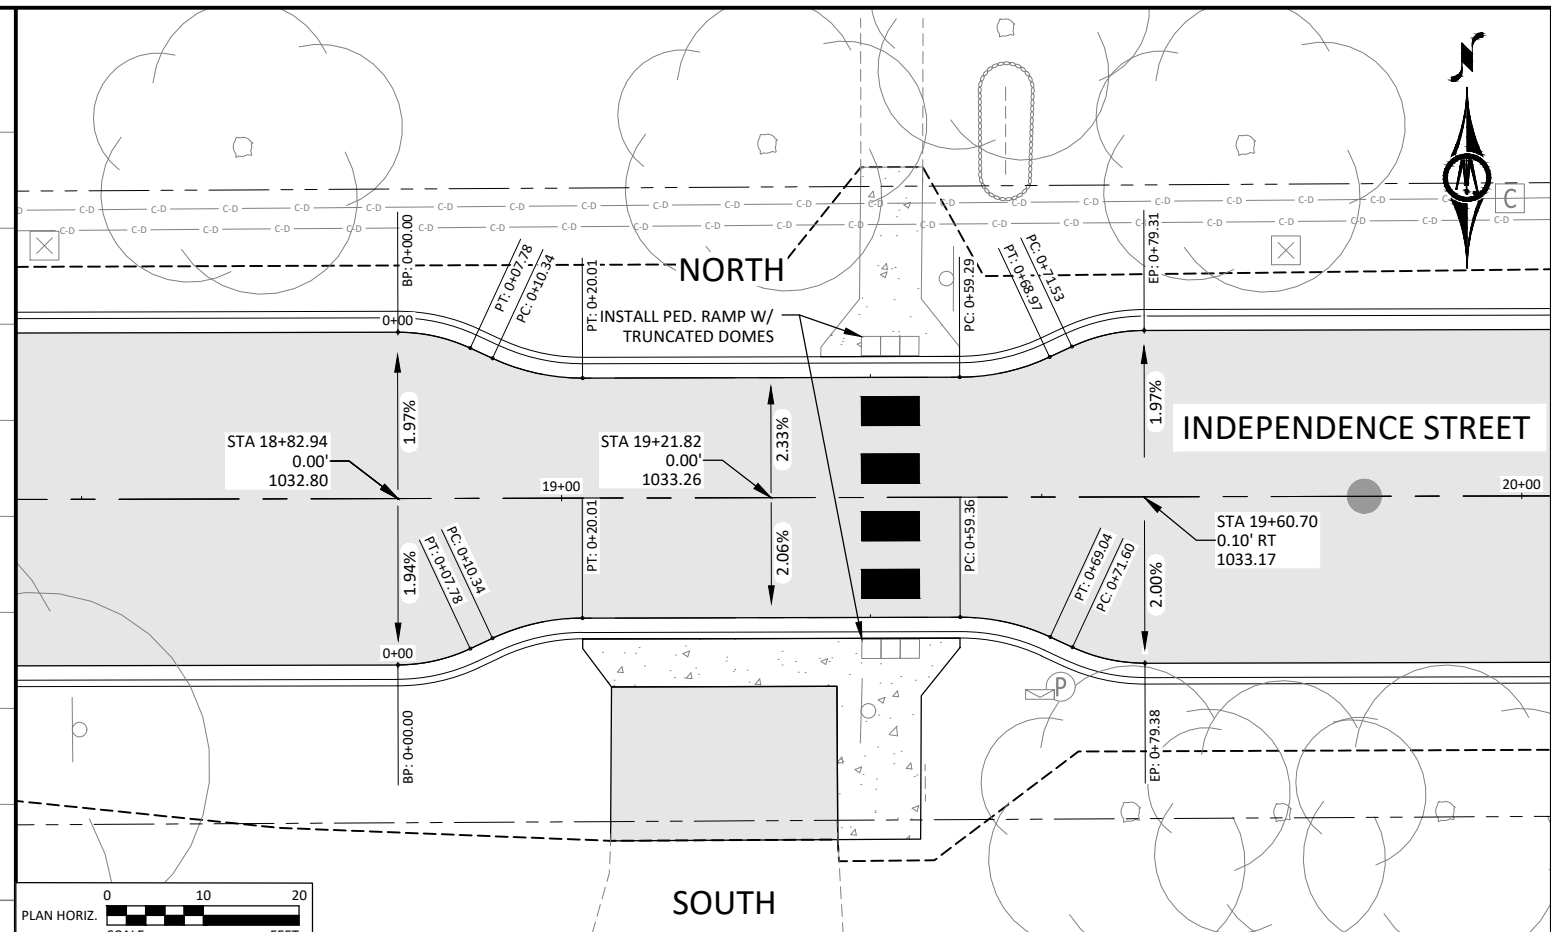 N
C-D C-D C-D C-D C-D C-D C-D C-D C-D C-D C-D C-D C-D C-D C-D C-D C-D C-D C-D C
C-D C-D C-D C-D C-D C-D C-D C-D C-D C-D C-D C-D C-D C-D C-D C-D C-D C-D C-D C-D
BP: 0+00.00
PT: 0+07.78
PC: 0+10.34
PT: 0+20.01
NORTH
PC: 0+59.29
PT: 0+68.97
PC: 0+71.53
EP: 0+79.31
0+00
INSTALL PED. RAMP W/
TRUNCATED DOMES
1.97%
2.33%
1.97%
INDEPENDENCE STREET
STA 18+82.94
0.00'
1032.80
STA 19+21.82
0.00'
1033.26
19+00
20+00
STA 19+60.70
0.10' RT
1033.17
1.94%
PT: 0+07.78
PC: 0+10.34
PT: 0+20.01
2.06%
PC: 0+59.36
PT: 0+69.04
PC: 0+71.60
2.00%
0+00
P
BP: 0+00.00
EP: 0+79.38
SOUTH
0 10 20
PLAN HORIZ.